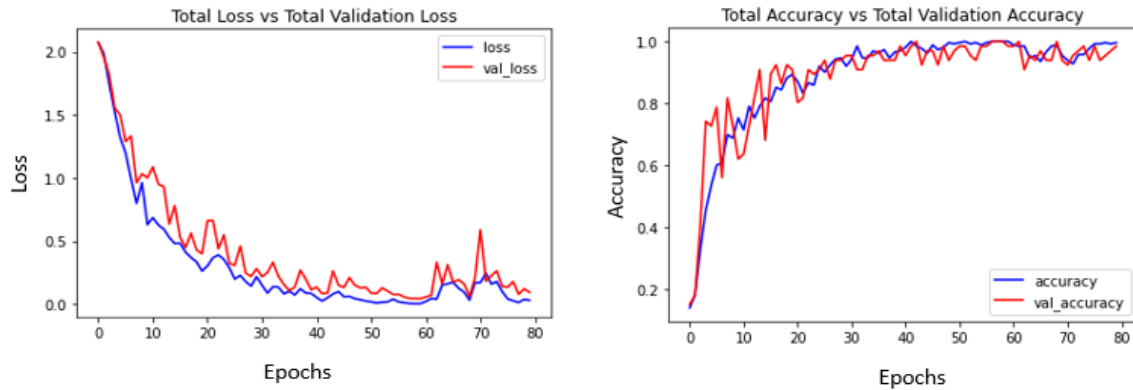 Total Loss vs Total Validation Loss
2.0
1.5
1.0
0.5
0.0
Loss
loss
val_loss
0 10 20 30 40 50 60 70 80
Epochs
Total Accuracy vs Total Validation Accuracy
1.0
0.8
0.6
0.4
0.2
Accuracy
accuracy
val_accuracy
0 10 20 30 40 50 60 70 80
Epochs